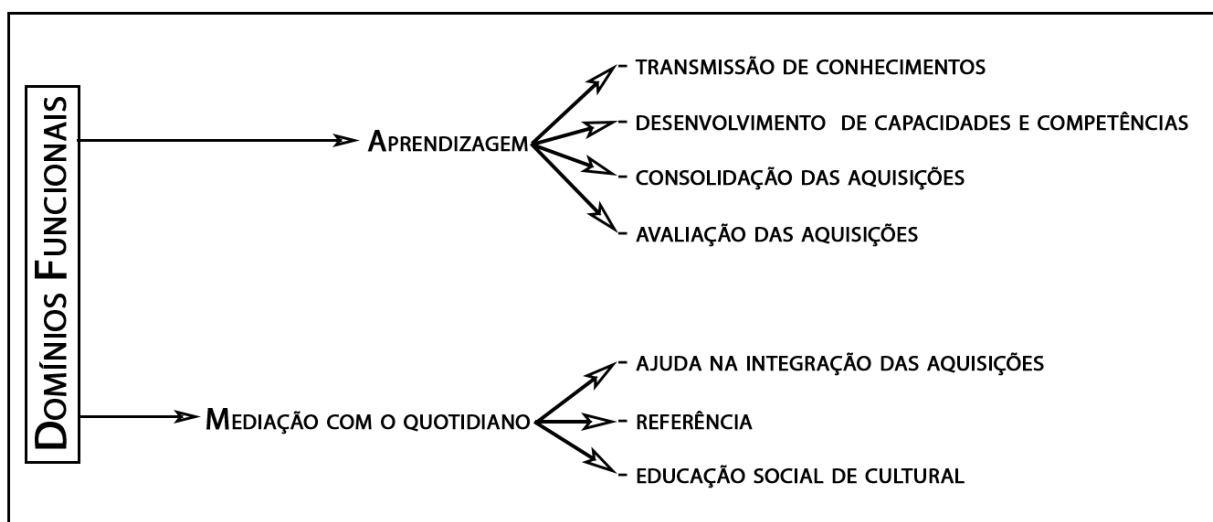 Domínios Funcionais
Aprendizagem
- transmissão de conhecimentos
- desenvolvimento de capacidades e competências
- consolidação das aquisições
- avaliação das aquisições
Mediação com o quotidiano
- ajuda na integração das aquisições
- referência
- educação social de cultural